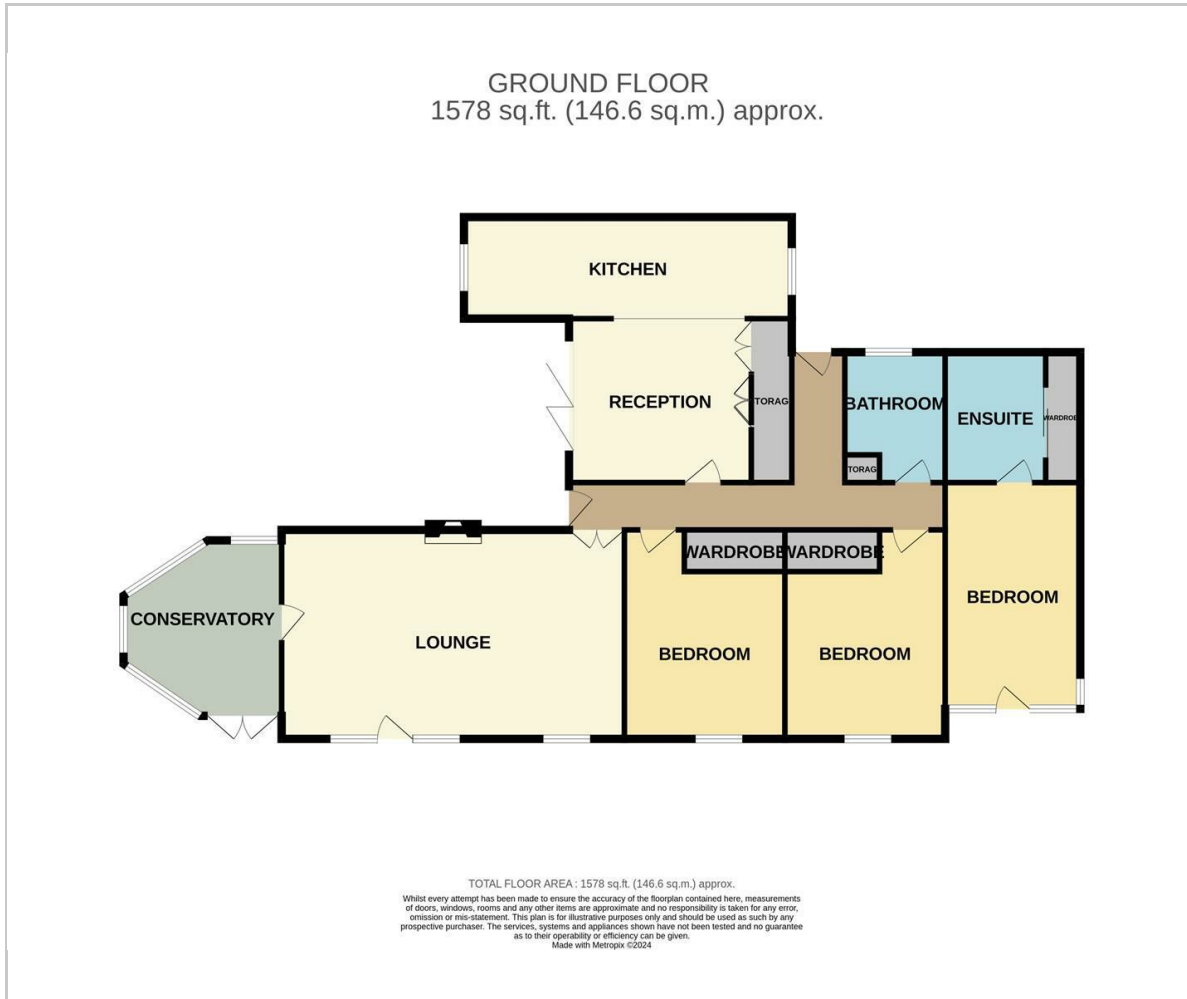 GROUND FLOOR
1578 sq.ft. (146.6 sq.m.) approx.
KITCHEN
RECEPTION
TORAG
BATHROOM
ENSUITE
WARDROBE
TORAG
WARDROBE
WARDROBE
BEDROOM
CONSERVATORY
LOUNGE
BEDROOM
BEDROOM
TOTAL FLOOR AREA : 1578 sq.ft. (146.6 sq.m.) approx.
Whilst every attempt has been made to ensure the accuracy of the floorplan contained here, measurements
of doors, windows, rooms and any other items are approximate and no responsibility is taken for any error,
omission or mis-statement. This plan is for illustrative purposes only and should be used as such by any
prospective purchaser. The services, systems and appliances shown have not been tested and no guarantee
as to their operability or efficiency can be given.
Made with Metropix ©2024